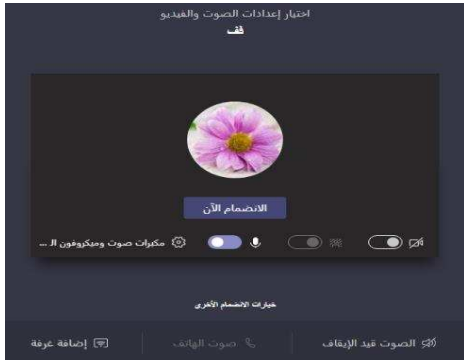 اختيار إعدادات الصوت والفيديو
قف
الانضمام الآن
مكبرات صوت وميكروفون الـ ...
خيارات الانضمام الأخرى
الصوت قيد الإيقاف
صوت الهاتف
إضافة غرفة